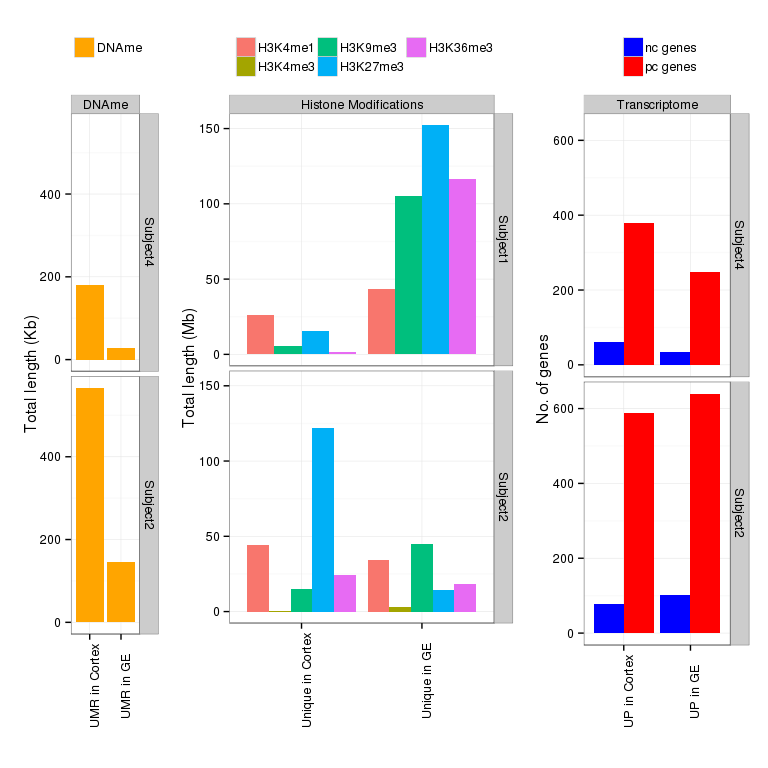 DNAme
H3K4me1 H3K9me3 H3K36me3
H3K4me3 H3K27me3
nc genes
pc genes
DNAme
Total length (Kb)
400
200
0
Subject4
400
200
0
Subject2
UMR in Cortex
UMR in GE
Histone Modifications
Total length (Mb)
150
100
50
0
Subject1
150
100
50
0
Subject2
Unique in Cortex
Unique in GE
Transcriptome
No. of genes
600
400
200
0
Subject4
600
400
200
0
Subject2
UP in Cortex
UP in GE